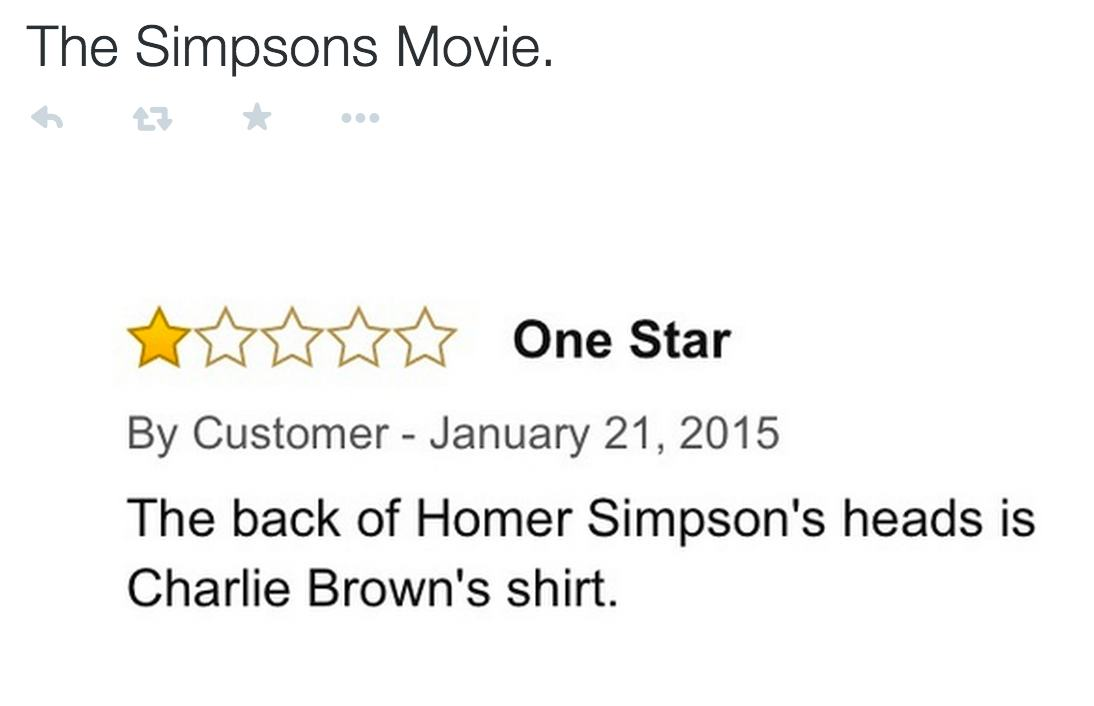 The Simpsons Movie.
One Star
By Customer - January 21, 2015
The back of Homer Simpson's heads is
Charlie Brown's shirt.